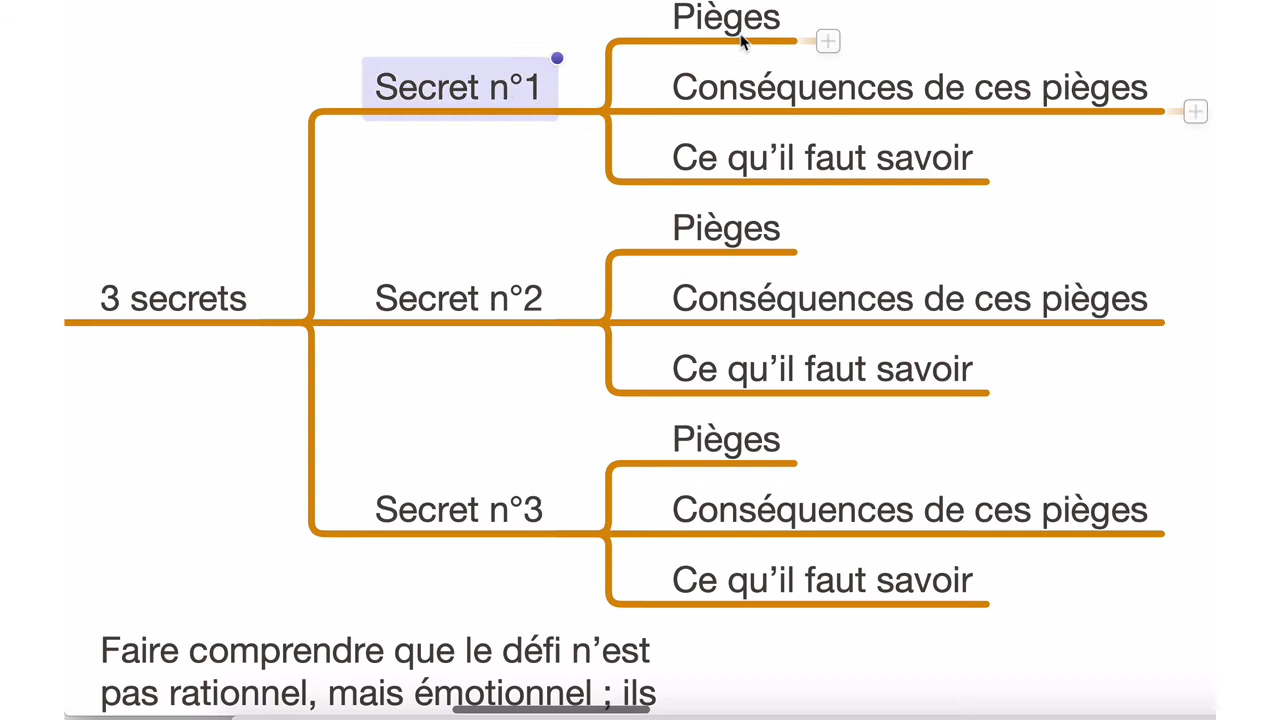 Pièges
Secret n°1
Conséquences de ces pièges
Ce qu’il faut savoir
Pièges
3 secrets
Secret n°2
Conséquences de ces pièges
Ce qu’il faut savoir
Pièges
Secret n°3
Conséquences de ces pièges
Ce qu’il faut savoir
Faire comprendre que le défi n’est
pas rationnel, mais émotionnel ; ils